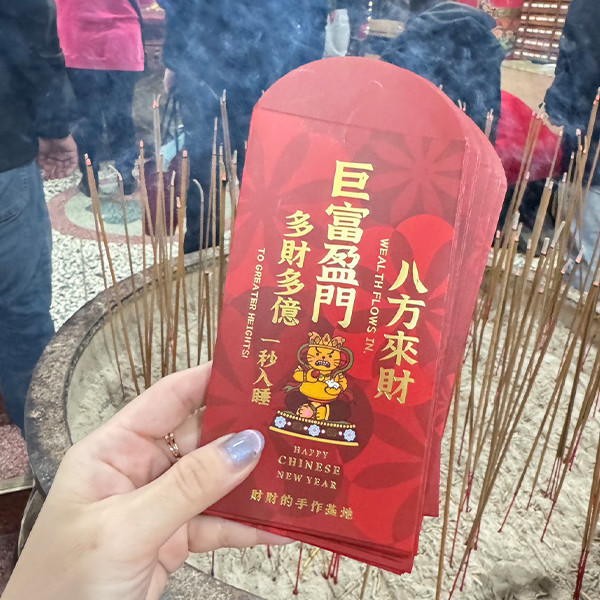 八方來財
WEALTH FLOWS IN,
巨富盈門
多財多億 一秒入睡
TO GREATER HEIGHTS!
HAPPY
CHINESE
NEW YEAR
財財的手作基地